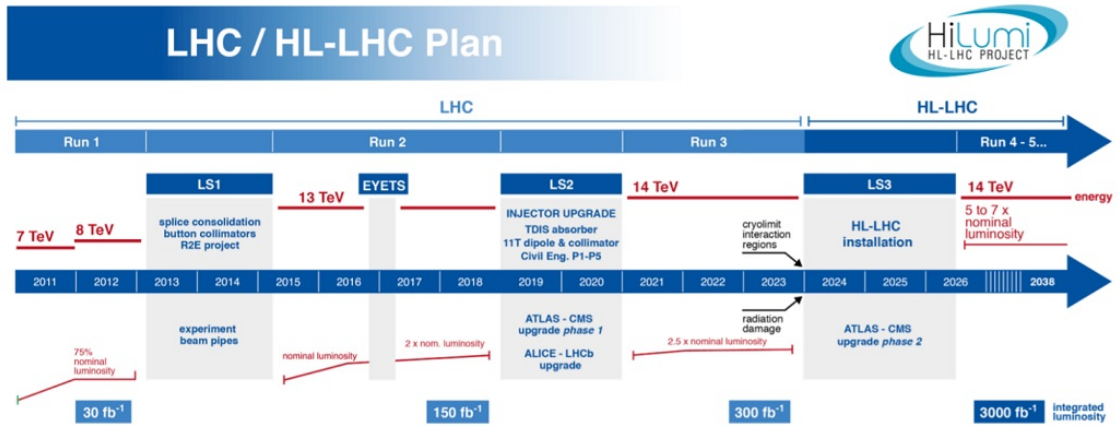 LHC / HL-LHC Plan
HiLumi
HL-LHC PROJECT
LHC
HL-LHC
Run 1
Run 2
Run 3
Run 4 - 5...
LS1
EYETS
LS2
LS3
7 TeV
8 TeV
13 TeV
14 TeV
14 TeV
energy
splice consolidation
button collimators
R2E project
INJECTOR UPGRADE
TDIS absorber
11T dipole & collimator
Civil Eng. P1-P5
cryolimit
interaction
regions
HL-LHC
installation
5 to 7 x
nominal
luminosity
2011 2012 2013 2014 2015 2016 2017 2018 2019 2020 2021 2022 2023 2024 2025 2026 2038
experiment
beam pipes
ATLAS - CMS
upgrade phase 1
ALICE - LHCb
upgrade
radiation
damage
ATLAS - CMS
upgrade phase 2
75%
nominal
luminosity
nominal luminosity
2 x nom. luminosity
2.5 x nominal luminosity
30 fb⁻¹
150 fb⁻¹
300 fb⁻¹
3000 fb⁻¹
integrated
luminosity